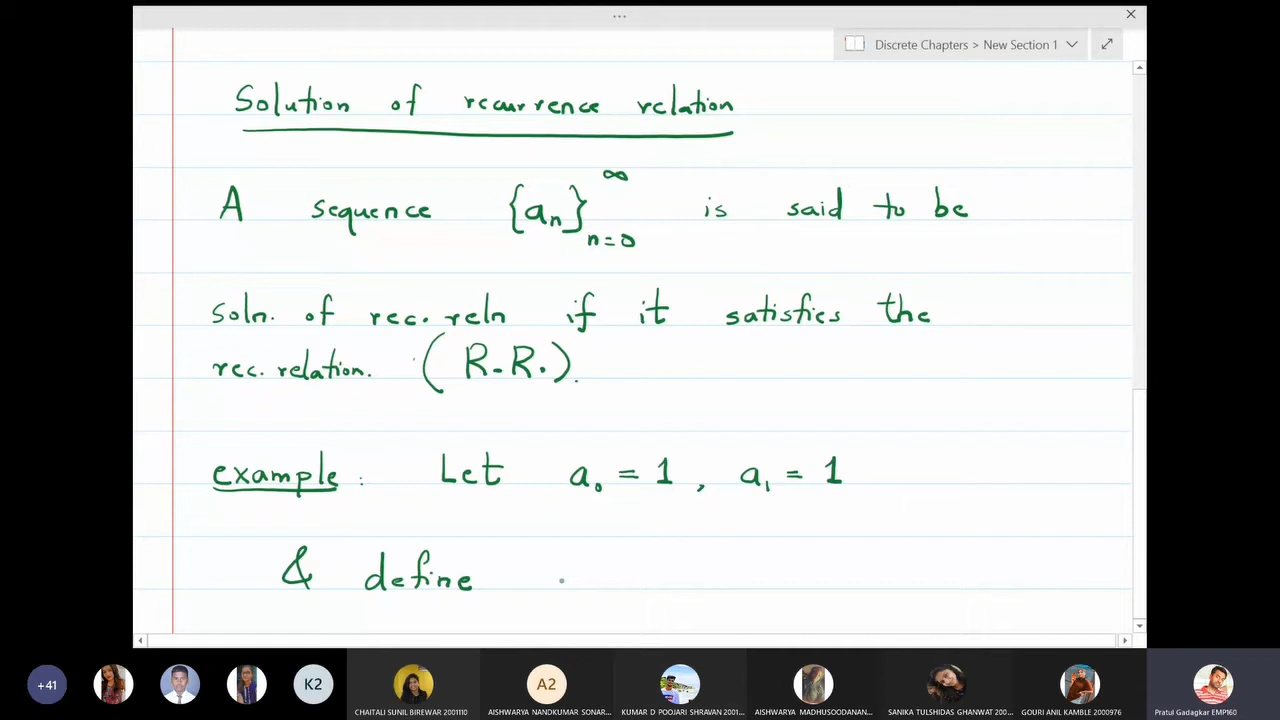 Discrete Chapters > New Section 1
Solution of recurrence relation
A sequence {aₙ}ₙ₌₀^∞ is said to be
soln. of rec. reln if it satisfies the
rec. relation. (R.R.).
example: Let a₀ = 1, a₁ = 1
& define
+41
K2
CHAITALI SUNIL BIREWAR 2001110
A2
AISHWARYA NANDKUMAR SONAR...
KUMAR D POOJARI SHRAVAN 2001...
AISHWARYA MADHUSOODANAN...
SANIKA TULSHIDAS GHANWAT 200...
GOURI ANIL KAMBLE 2000976
Pratul Gadagkar EMP160